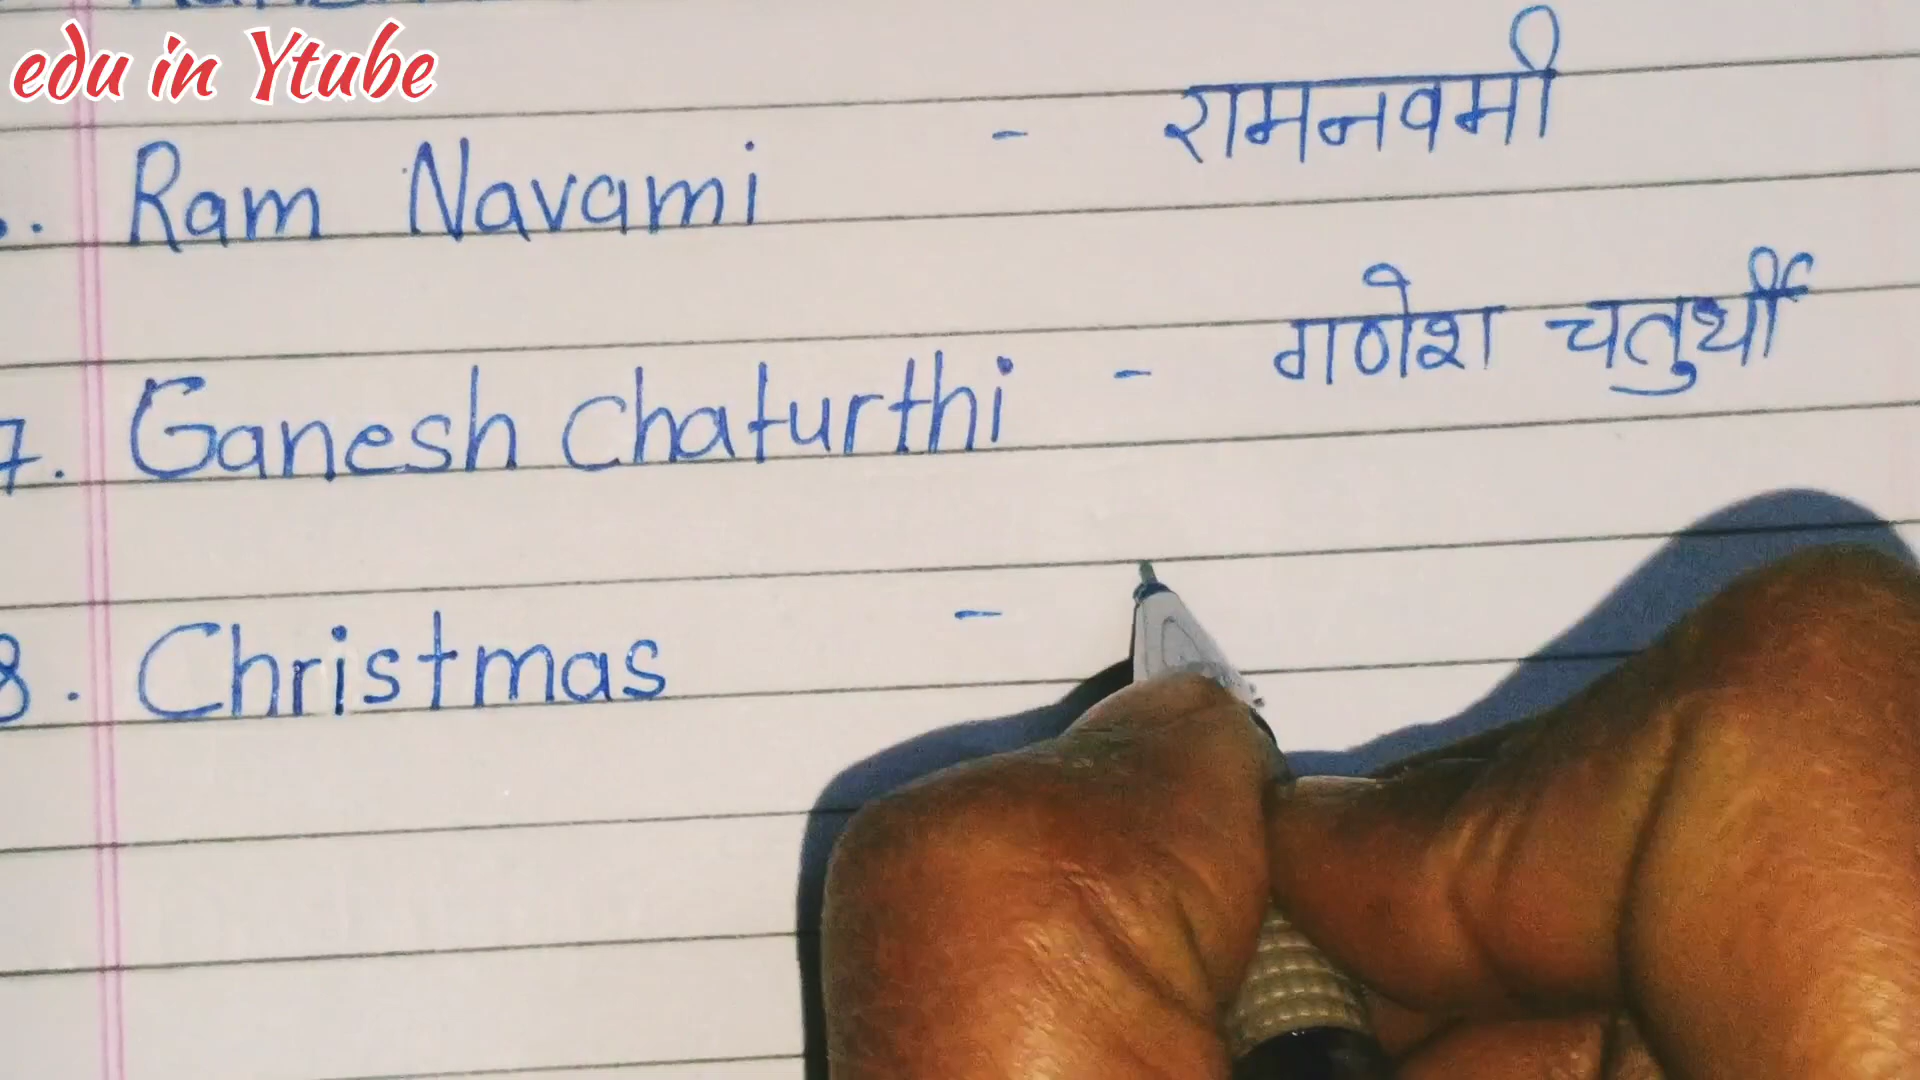 edu in Ytube
. Ram Navami - रामनवमी
7. Ganesh Chaturthi - गणेश चतुर्थी
8. Christmas -